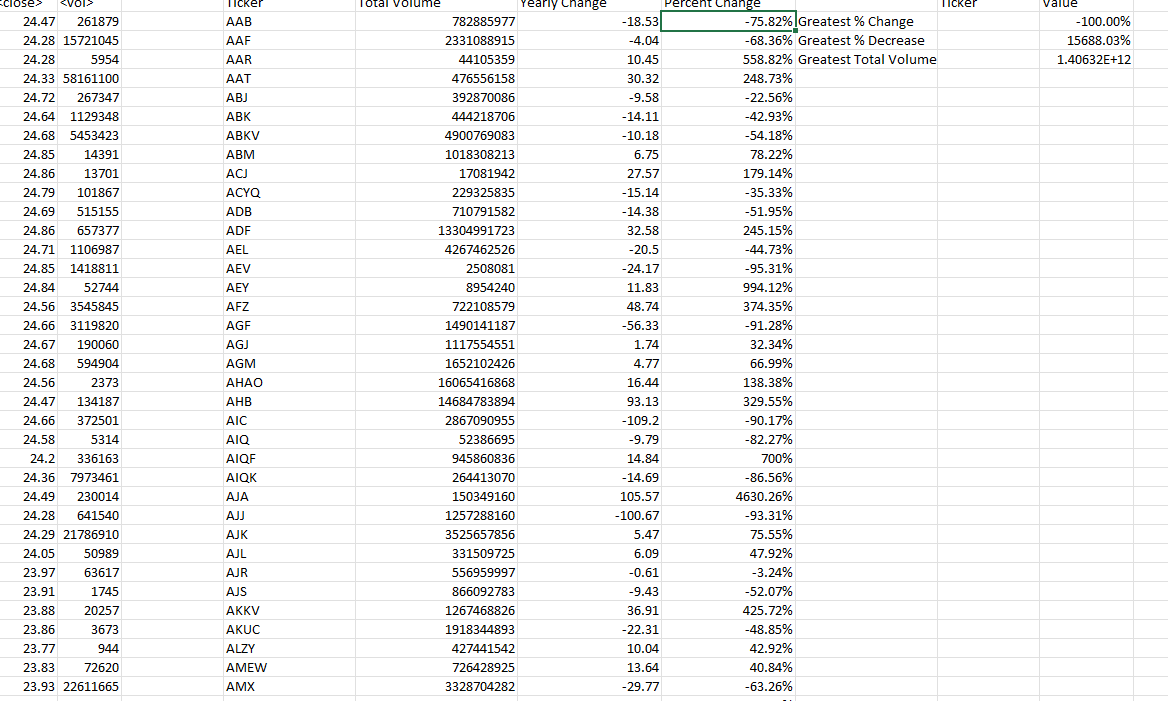 <close> <vol> Ticker Total Volume Yearly Change Percent Change Ticker Value
24.47 261879 AAB 782885977 -18.53 -75.82% Greatest % Change -100.00%
24.28 15721045 AAF 2331088915 -4.04 -68.36% Greatest % Decrease 15688.03%
24.28 5954 AAR 44105359 10.45 558.82% Greatest Total Volume 1.40632E+12
24.33 58161100 AAT 476556158 30.32 248.73%
24.72 267347 ABJ 392870086 -9.58 -22.56%
24.64 1129348 ABK 444218706 -14.11 -42.93%
24.68 5453423 ABKV 4900769083 -10.18 -54.18%
24.85 14391 ABM 1018308213 6.75 78.22%
24.86 13701 ACJ 17081942 27.57 179.14%
24.79 101867 ACYQ 229325835 -15.14 -35.33%
24.69 515155 ADB 710791582 -14.38 -51.95%
24.86 657377 ADF 13304991723 32.58 245.15%
24.71 1106987 AEL 4267462526 -20.5 -44.73%
24.85 1418811 AEV 2508081 -24.17 -95.31%
24.84 52744 AEY 8954240 11.83 994.12%
24.56 3545845 AFZ 722108579 48.74 374.35%
24.66 3119820 AGF 1490141187 -56.33 -91.28%
24.67 190060 AGJ 1117554551 1.74 32.34%
24.68 594904 AGM 1652102426 4.77 66.99%
24.56 2373 AHAO 16065416868 16.44 138.38%
24.47 134187 AHB 14684783894 93.13 329.55%
24.66 372501 AIC 2867090955 -109.2 -90.17%
24.58 5314 AIQ 52386695 -9.79 -82.27%
24.2 336163 AIQF 945860836 14.84 700%
24.36 7973461 AIQK 264413070 -14.69 -86.56%
24.49 230014 AJA 150349160 105.57 4630.26%
24.28 641540 AJJ 1257288160 -100.67 -93.31%
24.29 21786910 AJK 3525657856 5.47 75.55%
24.05 50989 AJL 331509725 6.09 47.92%
23.97 63617 AJR 556959997 -0.61 -3.24%
23.91 1745 AJS 866092783 -9.43 -52.07%
23.88 20257 AKKV 1267468826 36.91 425.72%
23.86 3673 AKUC 1918344893 -22.31 -48.85%
23.77 944 ALZY 427441542 10.04 42.92%
23.83 72620 AMEW 726428925 13.64 40.84%
23.93 22611665 AMX 3328704282 -29.77 -63.26%